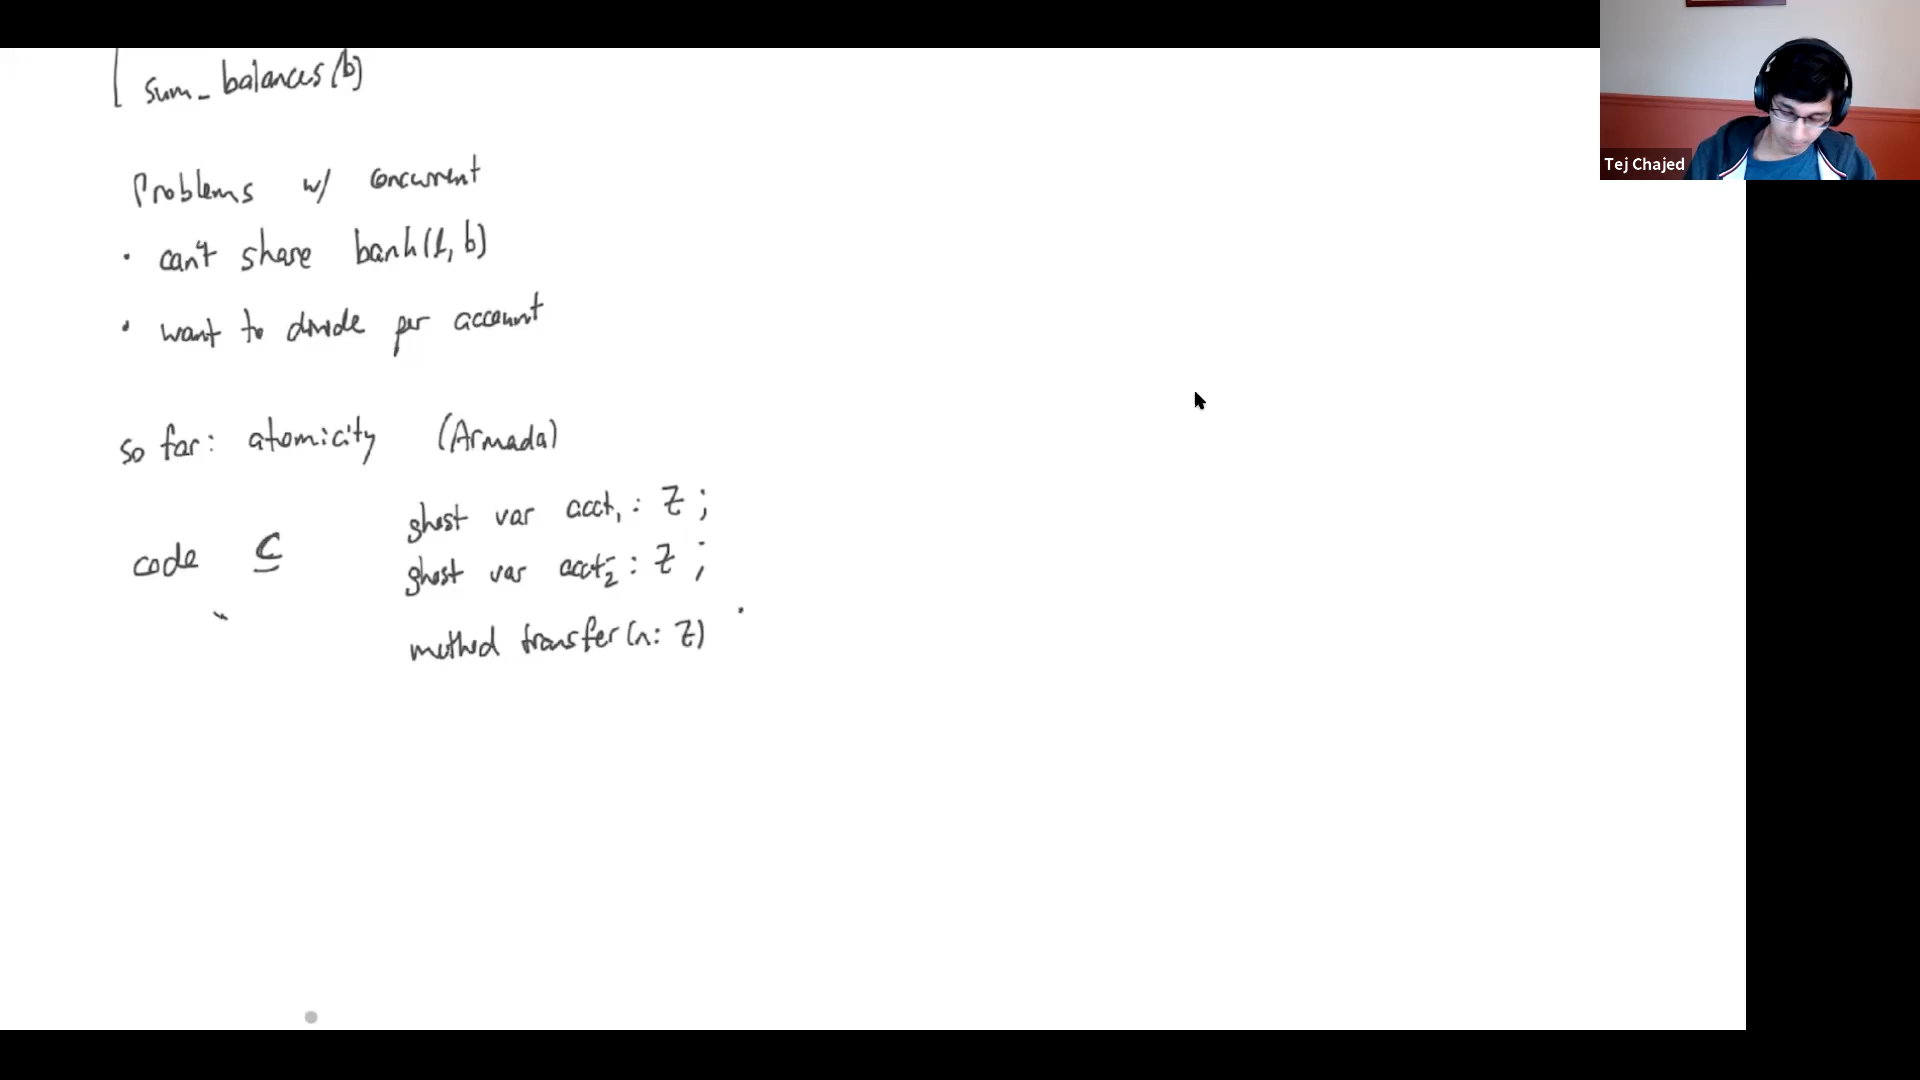 sum_balances(b)
Tej Chajed
Problems w/ concurrent
• can't share bank(l, b)
• want to divide per account
so far: atomicity (Armada)
code ⊆
ghost var acct₁ : Z ;
ghost var acct₂ : Z ;
method transfer(n: Z)